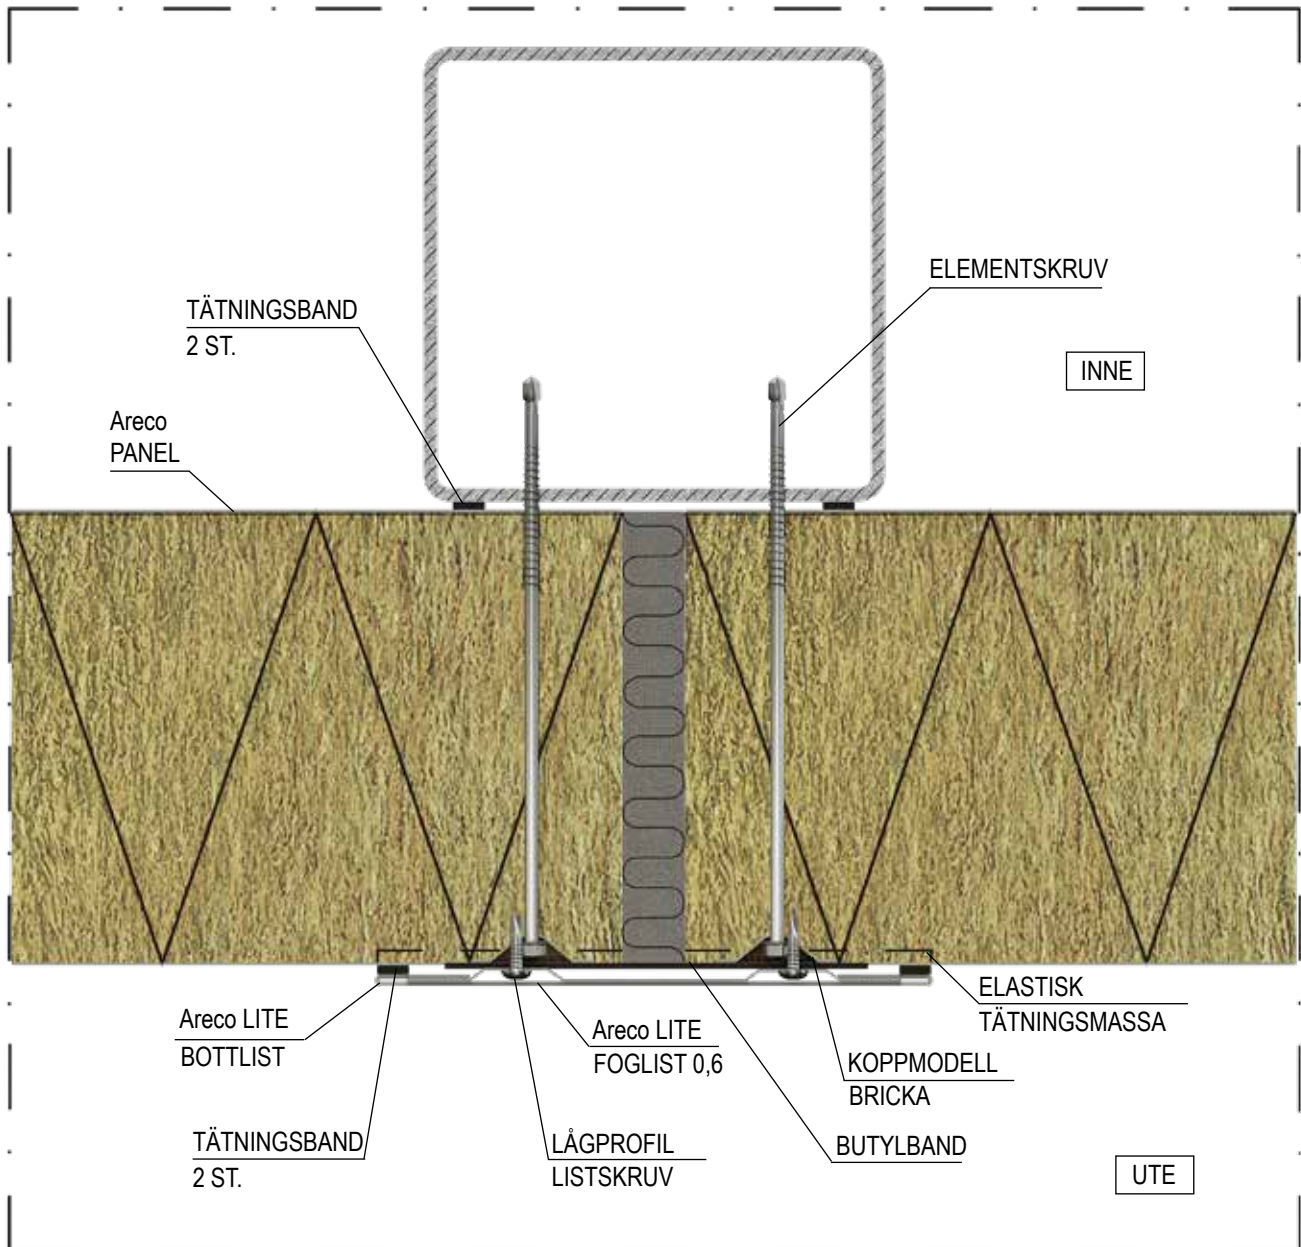 ELEMENTSKRUV
TÄTNINGSBAND
2 ST.
INNE
Areco
PANEL
ELASTISK
TÄTNINGSMASSA
Areco LITE
BOTTLIST
Areco LITE
FOGLIST 0,6
KOPPMODELL
BRICKA
TÄTNINGSBAND
2 ST.
LÅGPROFIL
LISTSKRUV
BUTYLBAND
UTE